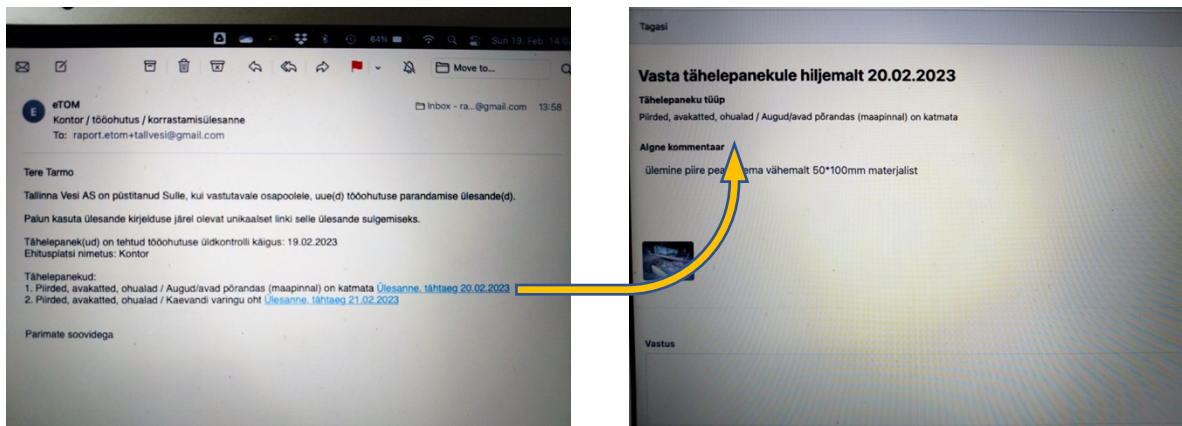 64%
Sun 19. Feb
Move to...
E
eTOM
Inbox - ra...@gmail.com 13:58
Kontor / tööohutus / korrastamisülesanne
To: raport.etom+tallvesi@gmail.com
Tere Tarmo
Tallinna Vesi AS on püstitanud Sulle, kui vastutavale osapoolele, uue(d) tööohutuse parandamise ülesande(d).
Palun kasuta ülesande kirjelduse järel olevat unikaalset linki selle ülesande sulgemiseks.
Tähelepanek(ud) on tehtud tööohutuse üldkontrolli käigus: 19.02.2023
Ehitusplatsi nimetus: Kontor
Tähelepanekud:
1. Piirded, avakatted, ohualad / Augud/avad põrandas (maapinnal) on katmata Ülesanne, tähtaeg 20.02.2023
2. Piirded, avakatted, ohualad / Kaevandi varingu oht Ülesanne, tähtaeg 21.02.2023
Parimate soovidega
Tagasi
Vasta tähelepanekule hiljemalt 20.02.2023
Tähelepaneku tüüp
Piirded, avakatted, ohualad / Augud/avad põrandas (maapinnal) on katmata
Algne kommentaar
ülemine piire vähemalt 50*100mm materjalist
Vastus